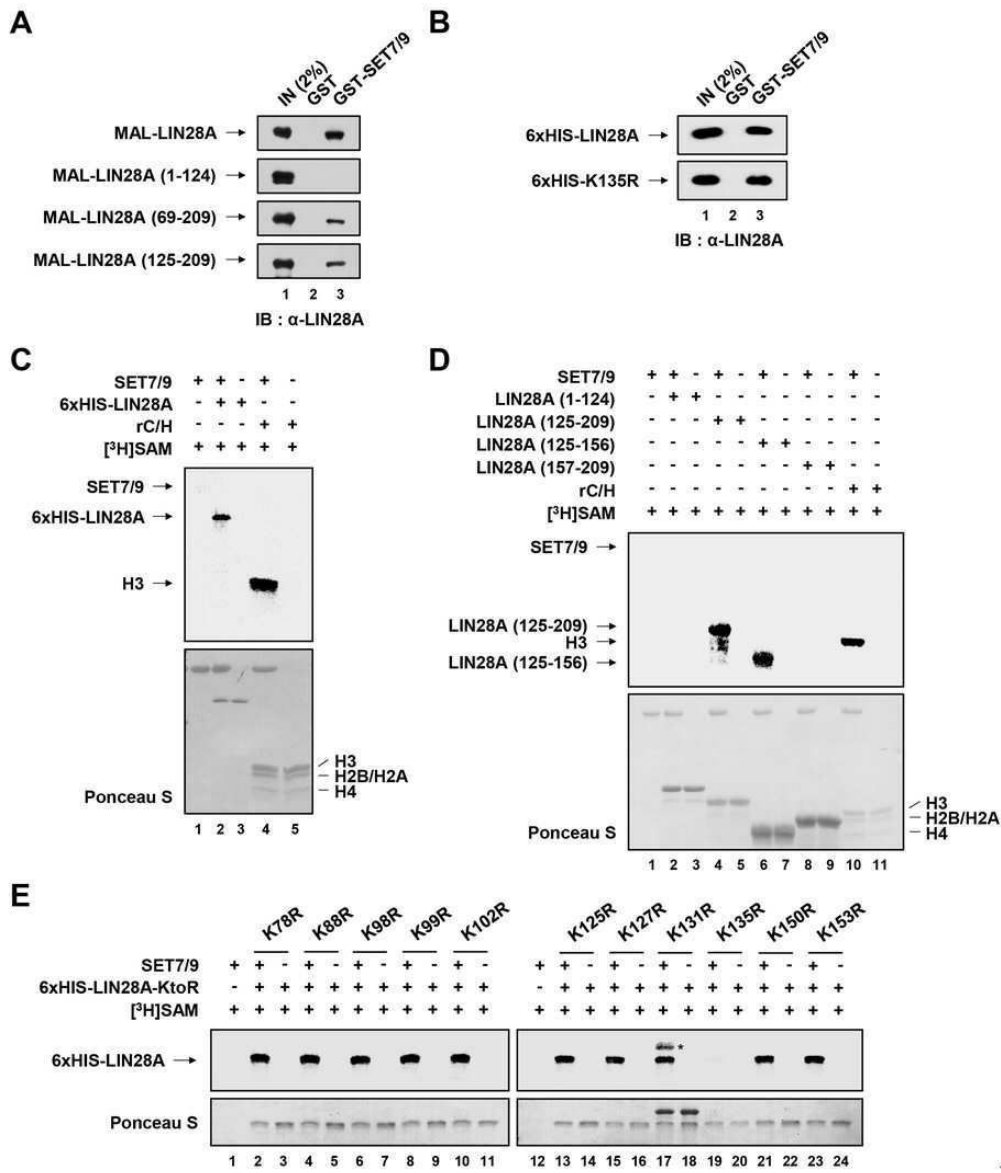 A
IN (2%) GST GST-SET7/9
MAL-LIN28A
MAL-LIN28A (1-124)
MAL-LIN28A (69-209)
MAL-LIN28A (125-209)
1 2 3
IB : α-LIN28A
B
IN (2%) GST GST-SET7/9
6xHIS-LIN28A
6xHIS-K135R
1 2 3
IB : α-LIN28A
C
SET7/9 + + - + -
6xHIS-LIN28A - + + - -
rC/H - - - + +
[³H]SAM + + + + +
SET7/9
6xHIS-LIN28A
H3
H3
H2B/H2A
H4
Ponceau S
1 2 3 4 5
D
SET7/9 + + - + - + - + - + -
LIN28A (1-124) - + + - - - - - - - -
LIN28A (125-209) - - - + + - - - - - -
LIN28A (125-156) - - - - - + + - - - -
LIN28A (157-209) - - - - - - - + + - -
rC/H - - - - - - - - - + +
[³H]SAM + + + + + + + + + + +
SET7/9
LIN28A (125-209)
H3
LIN28A (125-156)
H3
H2B/H2A
H4
Ponceau S
1 2 3 4 5 6 7 8 9 10 11
E
K78R K88R K98R K99R K102R K125R K127R K131R K135R K150R K153R
SET7/9 + + - + - + - + - + - + + - + - + - + - + - + -
6xHIS-LIN28A-KtoR - + + + + + + + + + + - + + + + + + + + + + + +
[³H]SAM + + + + + + + + + + + + + + + + + + + + + + + +
6xHIS-LIN28A
*
Ponceau S
1 2 3 4 5 6 7 8 9 10 11 12 13 14 15 16 17 18 19 20 21 22 23 24